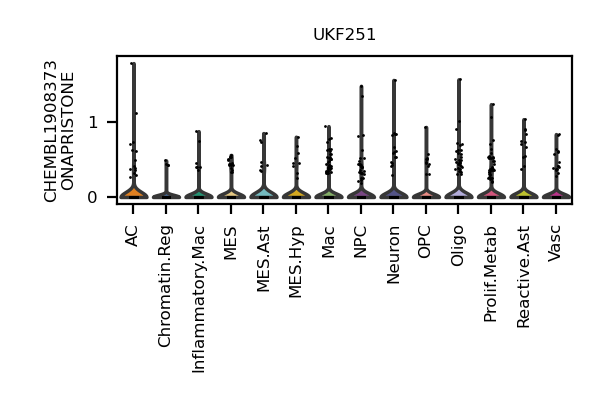 UKF251
CHEMBL1908373
ONAPRISTONE
1
0
AC
Chromatin.Reg
Inflammatory.Mac
MES
MES.Ast
MES.Hyp
Mac
NPC
Neuron
OPC
Oligo
Prolif.Metab
Reactive.Ast
Vasc